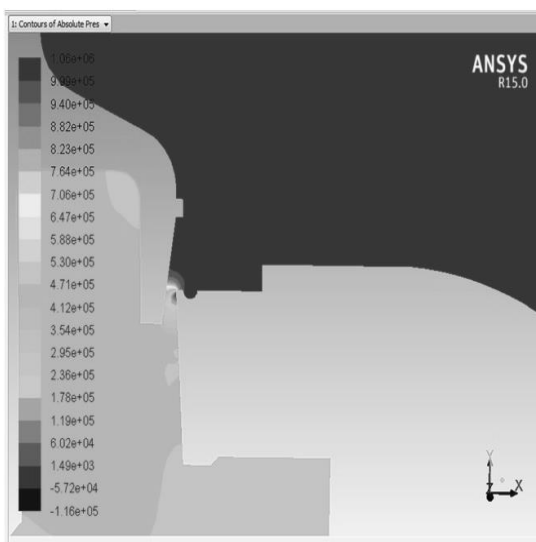 1: Contours of Absolute Pres
ANSYS
R15.0
1.06e+06
9.99e+05
9.40e+05
8.82e+05
8.23e+05
7.64e+05
7.06e+05
6.47e+05
5.88e+05
5.30e+05
4.71e+05
4.12e+05
3.54e+05
2.95e+05
2.36e+05
1.78e+05
1.19e+05
6.02e+04
1.49e+03
-5.72e+04
-1.16e+05
Y
Z
X